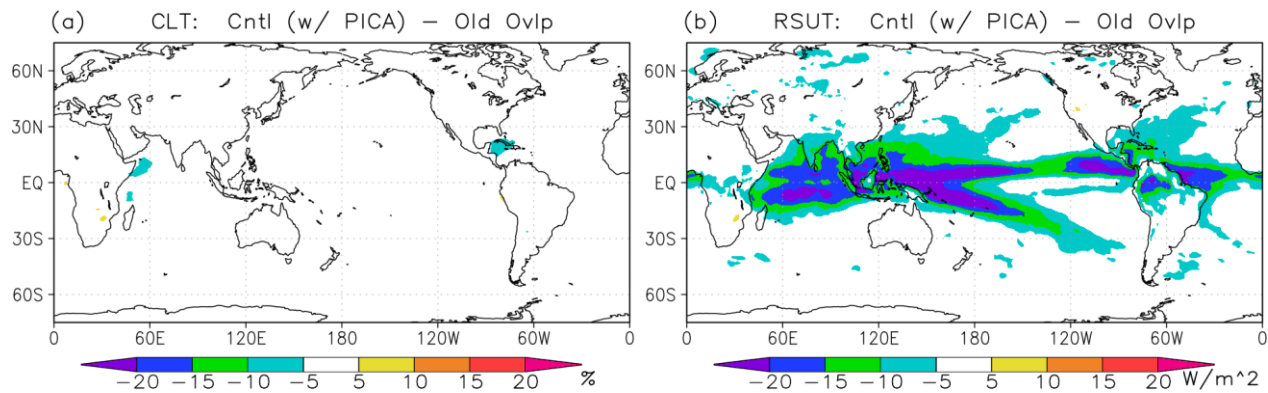 (a) CLT: Cntl (w/ PICA) − Old Ovlp
60N
30N
EQ
30S
60S
0 60E 120E 180 120W 60W 0
−20 −15 −10 −5 5 10 15 20 %
(b) RSUT: Cntl (w/ PICA) − Old Ovlp
60N
30N
EQ
30S
60S
0 60E 120E 180 120W 60W 0
−20 −15 −10 −5 5 10 15 20 W/m^2